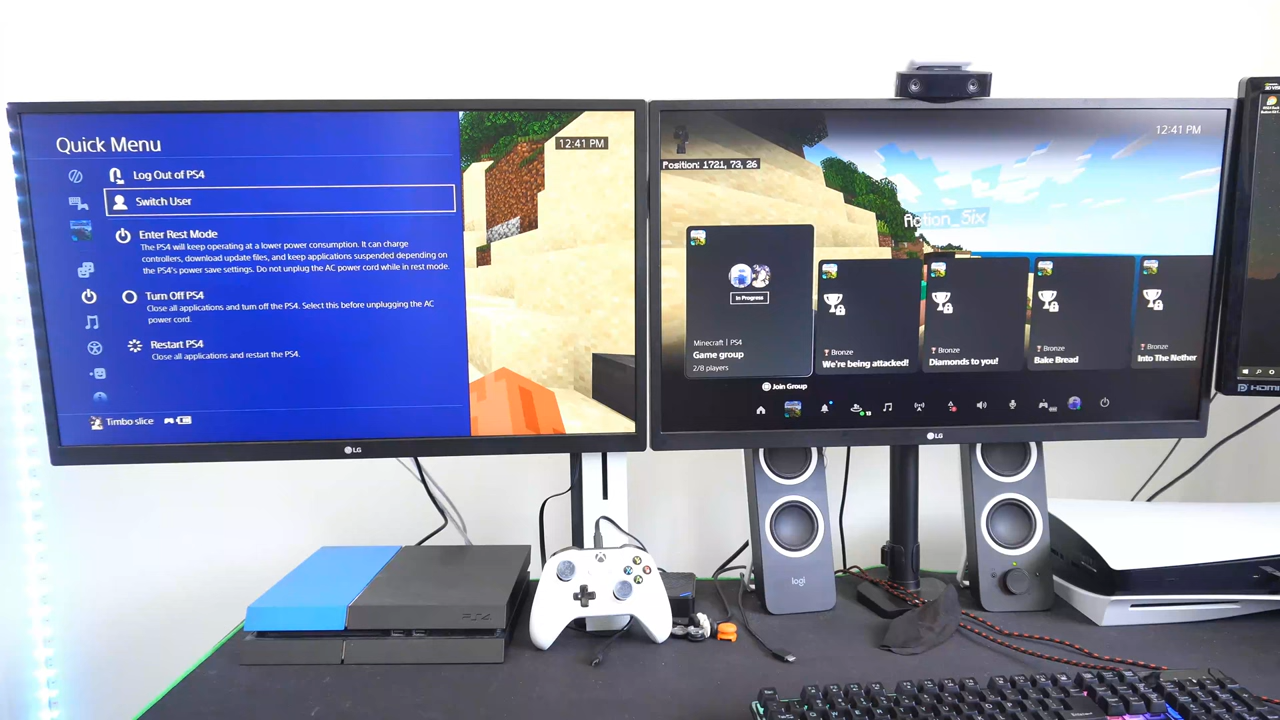 Quick Menu
Log Out of PS4
Switch User
Enter Rest Mode
The PS4 will keep operating at a lower power consumption. It can charge
controllers, download update files, and keep applications suspended depending on
the PS4's power save settings. Do not unplug the AC power cord while in rest mode.
Turn Off PS4
Close all applications and turn off the PS4. Select this before unplugging the AC
power cord.
Restart PS4
Close all applications and restart the PS4.
Timbo slice
12:41 PM
LG
12:41 PM
Position: 1721, 73, 26
Action_Six
In Progress
Minecraft | PS4
Game group
2/8 players
Bronze
We're being attacked!
Bronze
Diamonds to you!
Bronze
Bake Bread
Bronze
Into The Nether
Join Group
13
LG
HDMI
PS4
logi